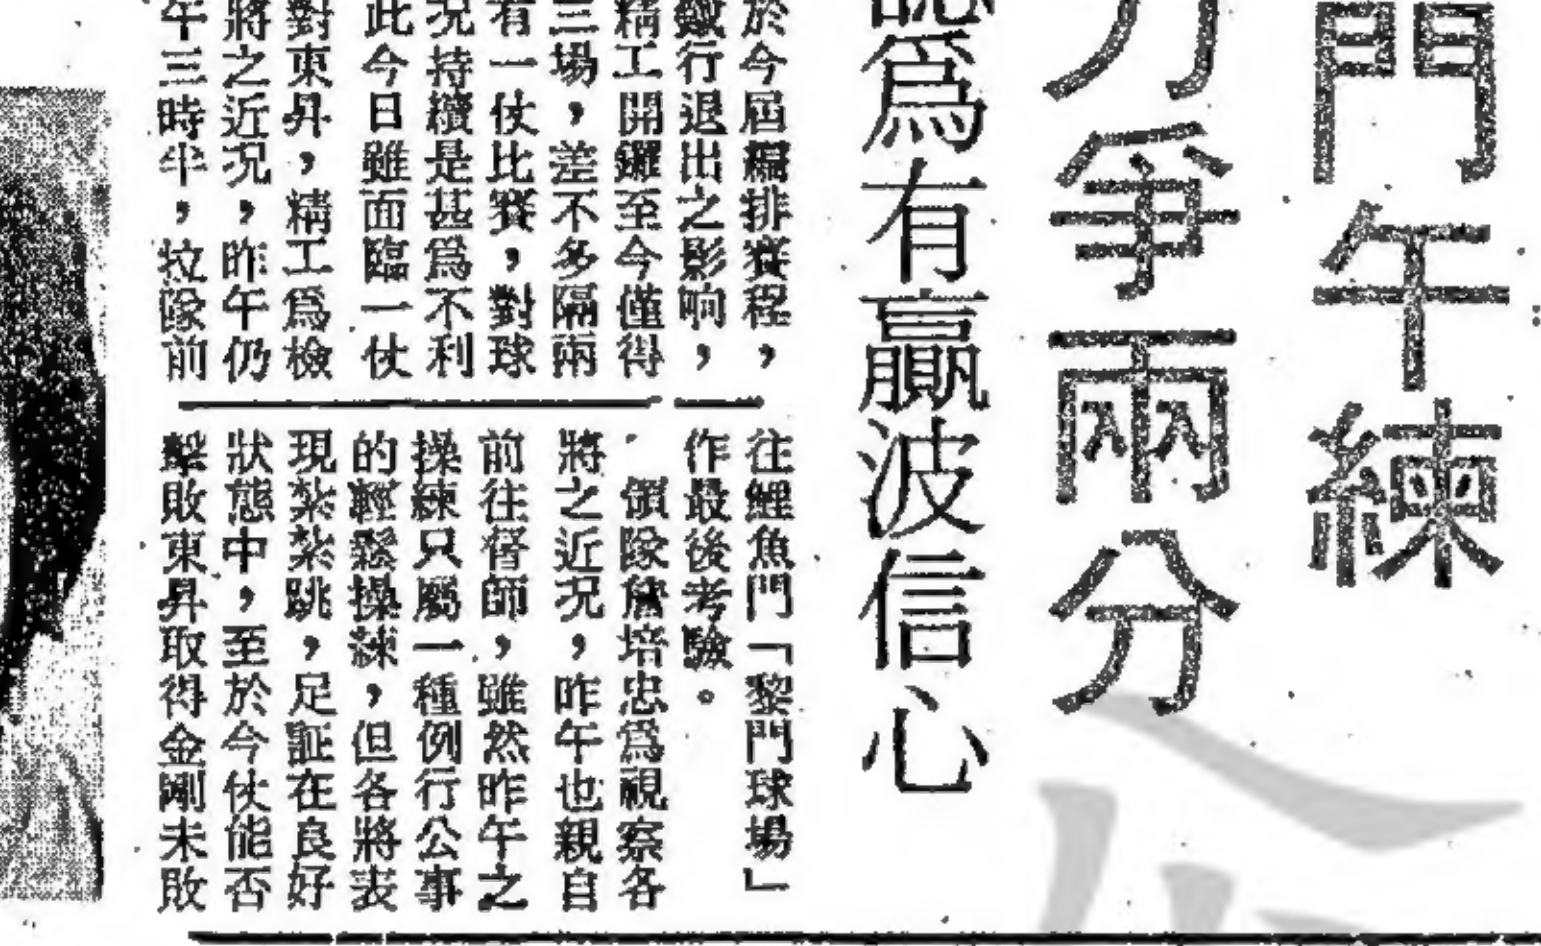 門午練
力爭兩分
認爲有贏波信心
於今屆編排賽程，
鐵行退出之影响，
精工開鑼至今僅得
三場，差不多隔兩
有一仗比賽，對球
况持續是甚爲不利
此今日雖面臨一仗
對東昇，精工爲檢
將之近况，昨午仍
午三時半，拉隊前
往鯉魚門「黎門球場」
作最後考驗。
領隊詹培忠爲視察各
將之近况，昨午也親自
前往督師，雖然昨午之
操練只屬一種例行公事
的輕鬆操練，但各將表
現紮紮跳，足証在良好
狀態中，至於今仗能否
擊敗東昇取得金剛未敗